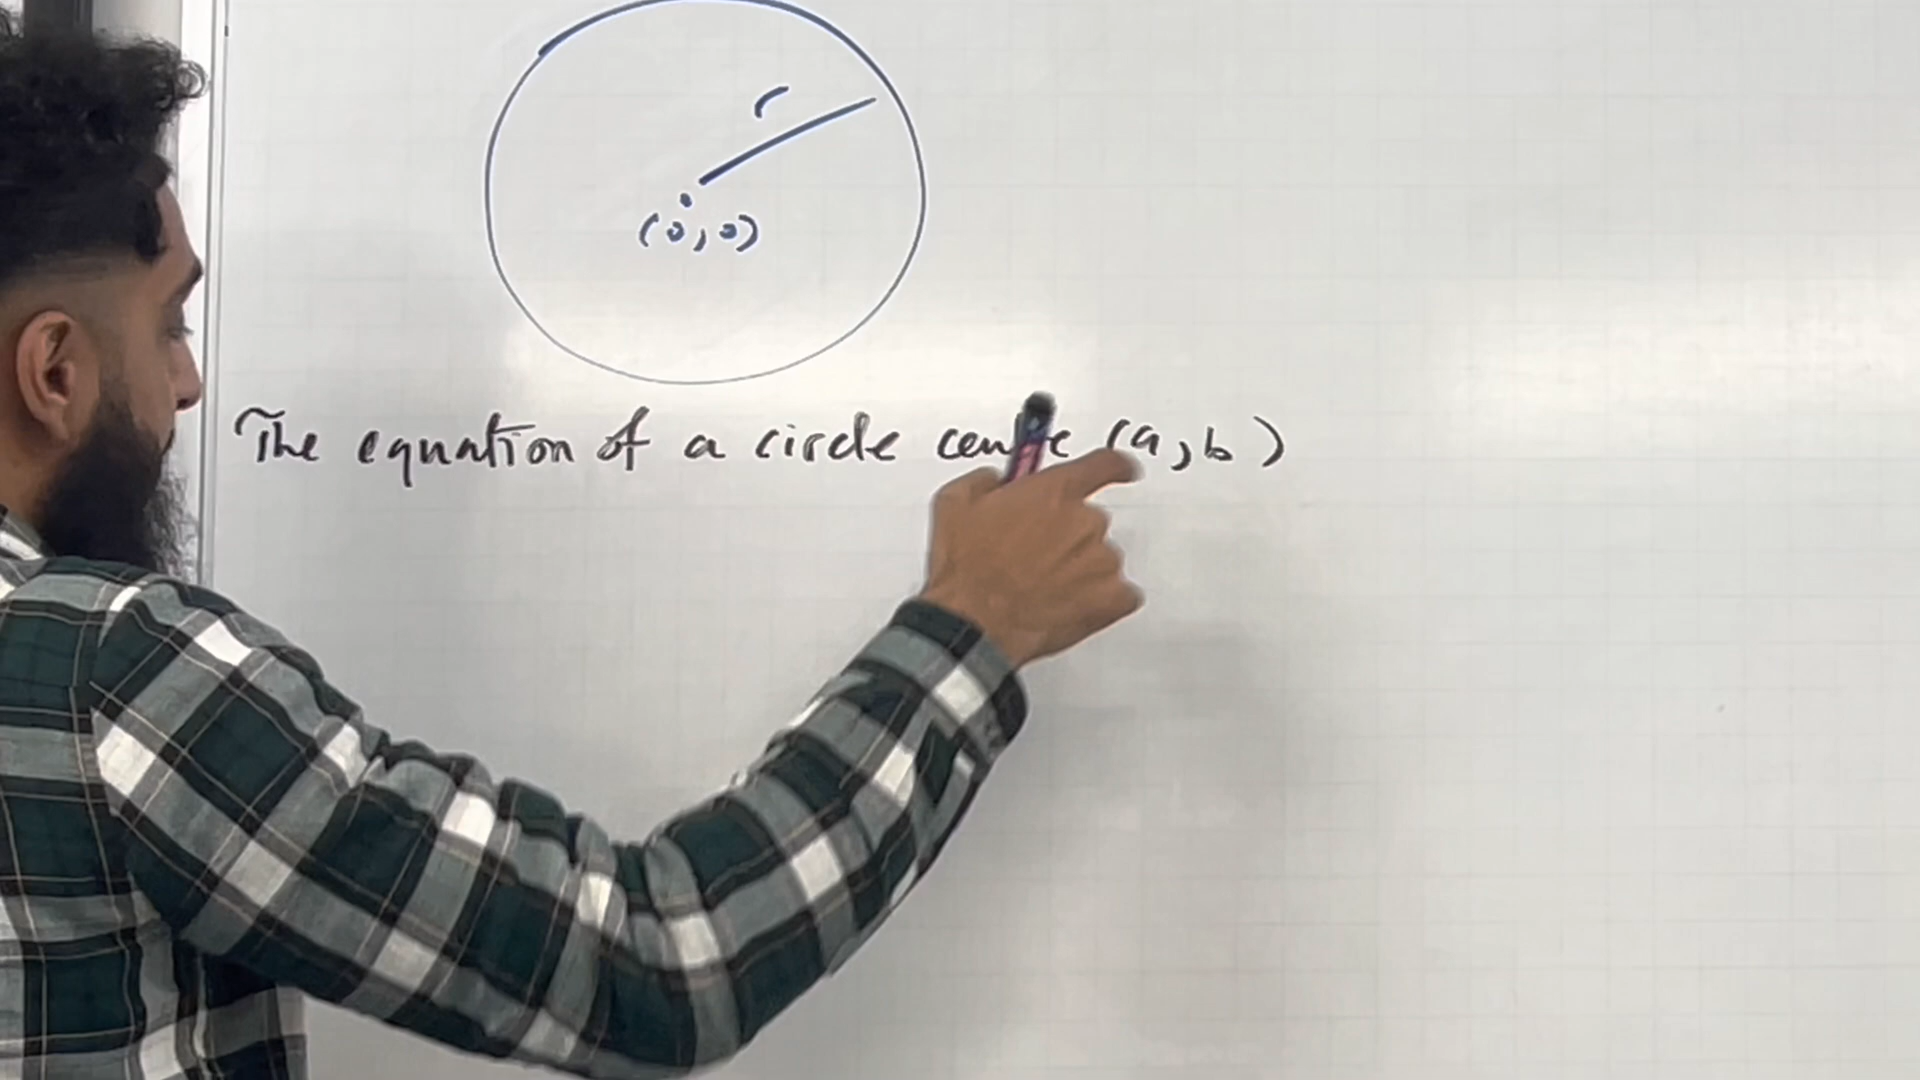 r
(0,0)
The equation of a circle centre (a,b)